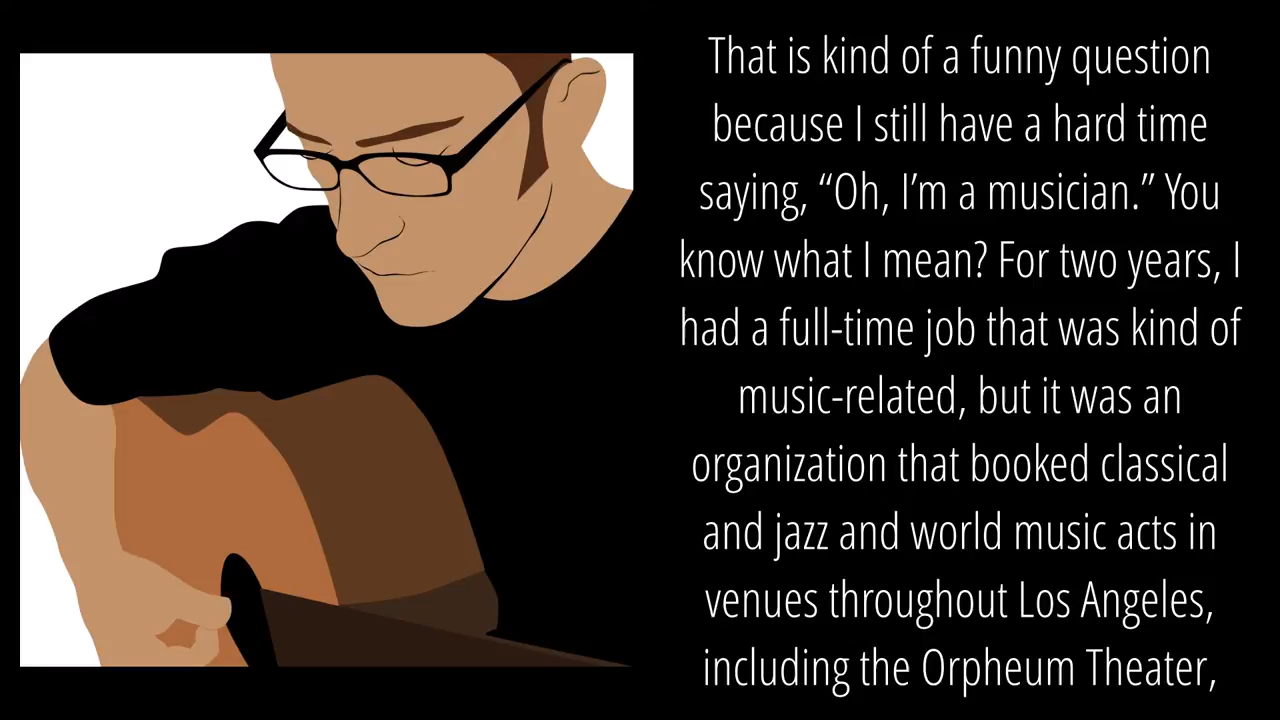 That is kind of a funny question
because I still have a hard time
saying, “Oh, I’m a musician.” You
know what I mean? For two years, I
had a full-time job that was kind of
music-related, but it was an
organization that booked classical
and jazz and world music acts in
venues throughout Los Angeles,
including the Orpheum Theater,